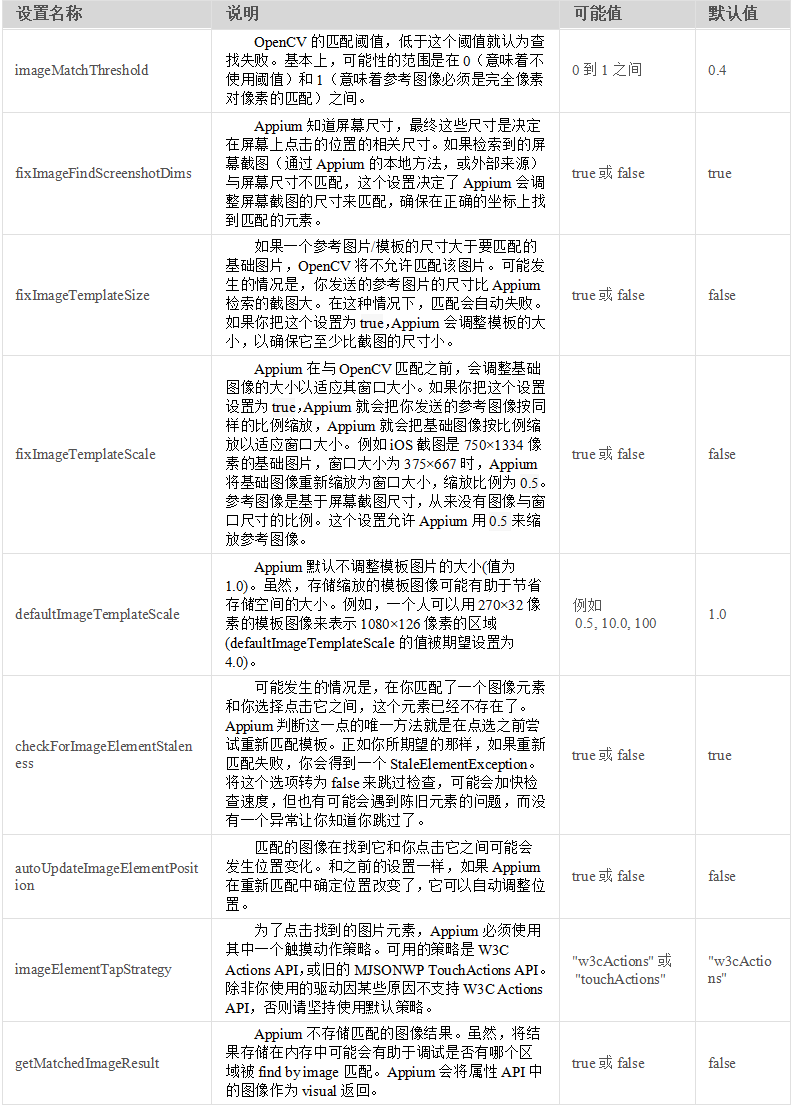 设置名称 说明 可能值 默认值
imageMatchThreshold
OpenCV 的匹配阈值，低于这个阈值就认为查
找失败。基本上，可能性的范围是在 0（意味着不
使用阈值）和 1（意味着参考图像必须是完全像素
对像素的匹配）之间。
0 到 1 之间
0.4
fixImageFindScreenshotDims
Appium 知道屏幕尺寸，最终这些尺寸是决定
在屏幕上点击的位置的相关尺寸。如果检索到的屏
幕截图（通过 Appium 的本地方法，或外部来源）
与屏幕尺寸不匹配，这个设置决定了 Appium 会调
整屏幕截图的尺寸来匹配，确保在正确的坐标上找
到匹配的元素。
true 或 false
true
fixImageTemplateSize
如果一个参考图片/模板的尺寸大于要匹配的
基础图片，OpenCV 将不允许匹配该图片。可能发
生的情况是，你发送的参考图片的尺寸比 Appium
检索的截图大。在这种情况下，匹配会自动失败。
如果你把这个设置为 true，Appium 会调整模板的大
小，以确保它至少比截图的尺寸小。
true 或 false
false
fixImageTemplateScale
Appium 在与 OpenCV 匹配之前，会调整基础
图像的大小以适应其窗口大小。如果你把这个设置
设置为 true，Appium 就会把你发送的参考图像按同
样的比例缩放，Appium 就会把基础图像按比例缩
放以适应窗口大小。例如 iOS 截图是 750×1334 像
素的基础图片，窗口大小为 375×667 时，Appium
将基础图像重新缩放为窗口大小，缩放比例为 0.5。
参考图像是基于屏幕截图尺寸，从来没有图像与窗
口尺寸的比例。这个设置允许 Appium 用 0.5 来缩
放参考图像。
true 或 false
false
defaultImageTemplateScale
Appium 默认不调整模板图片的大小(值为
1.0)。虽然，存储缩放的模板图像可能有助于节省
存储空间的大小。例如，一个人可以用 270×32 像
素的模板图像来表示 1080×126 像素的区域
(defaultImageTemplateScale 的值被期望设置为
4.0)。
例如
0.5, 10.0, 100
1.0
checkForImageElementStalen
ess
可能发生的情况是，在你匹配了一个图像元素
和你选择点击它之间，这个元素已经不存在了。
Appium 判断这一点的唯一方法就是在点选之前尝
试重新匹配模板。正如你所期望的那样，如果重新
匹配失败，你会得到一个 StaleElementException。
将这个选项转为 false 来跳过检查，可能会加快检
查速度，但也有可能会遇到陈旧元素的问题，而没
有一个异常让你知道你跳过了。
true 或 false
true
autoUpdateImageElementPosit
ion
匹配的图像在找到它和你点击它之间可能会
发生位置变化。和之前的设置一样，如果 Appium
在重新匹配中确定位置改变了，它可以自动调整位
置。
true 或 false
false
imageElementTapStrategy
为了点击找到的图片元素，Appium 必须使用
其中一个触摸动作策略。可用的策略是 W3C
Actions API，或旧的 MJSONWP TouchActions API。
除非你使用的驱动因某些原因不支持 W3C Actions
API，否则请坚持使用默认策略。
"w3cActions" 或
"touchActions"
"w3cActio
ns"
getMatchedImageResult
Appium 不存储匹配的图像结果。虽然，将结
果存储在内存中可能会有助于调试是否有哪个区
域被 find by image 匹配。Appium 会将属性 API 中
的图像作为 visual 返回。
true 或 false
false